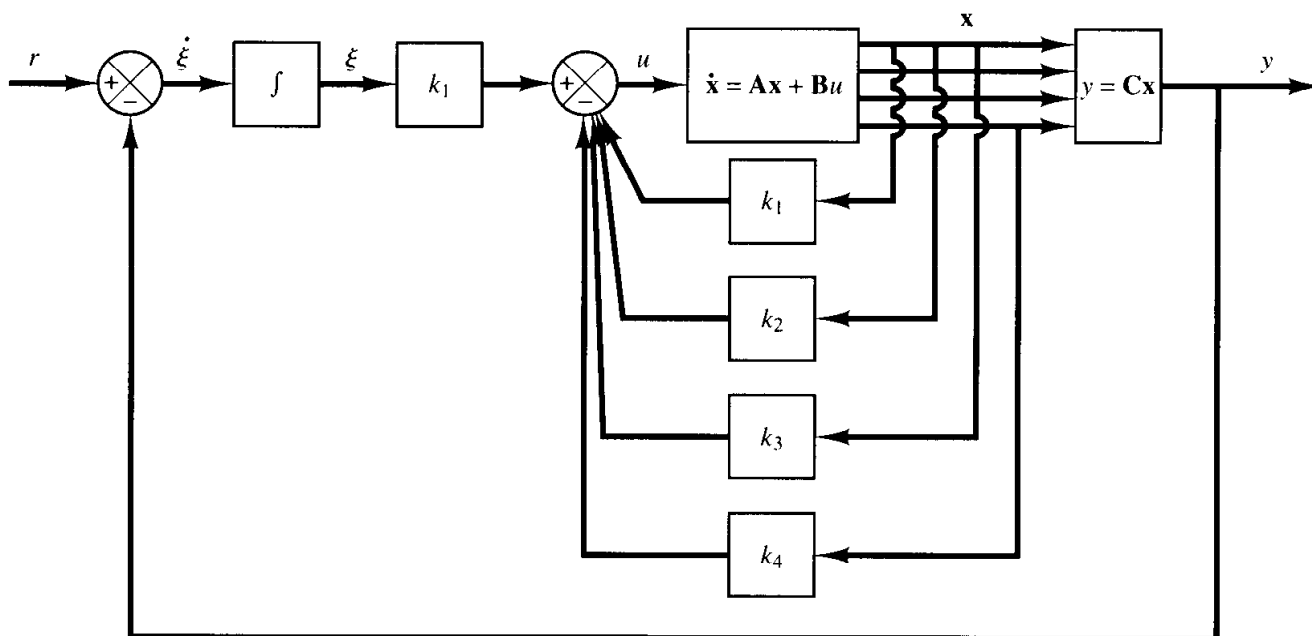 x
r
+
−
ξ̇
∫
ξ
k₁
+
−
u
ẋ = Ax + Bu
y = Cx
y
k₁
k₂
k₃
k₄